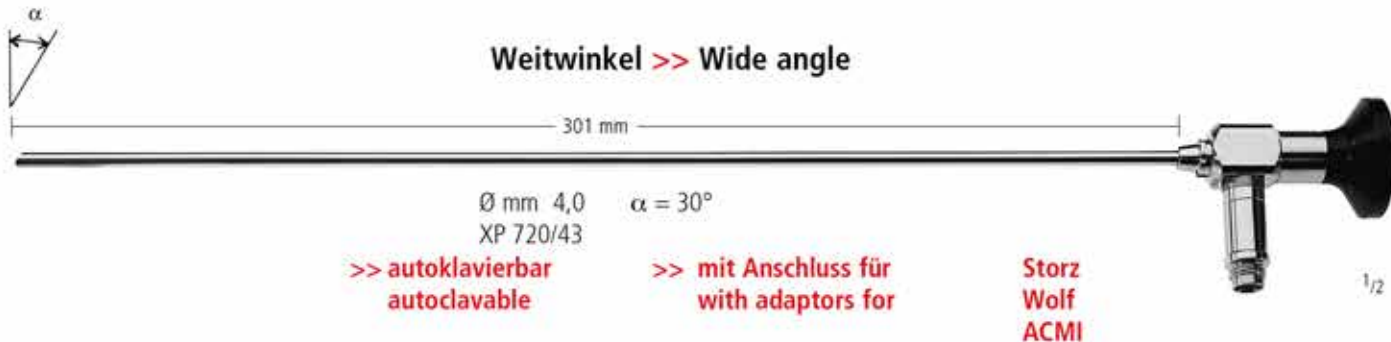 α
Weitwinkel >> Wide angle
301 mm
Ø mm 4,0 α = 30°
XP 720/43
>> autoklavierbar
autoclavable
>> mit Anschluss für
with adaptors for
Storz
Wolf
ACMI
1/2